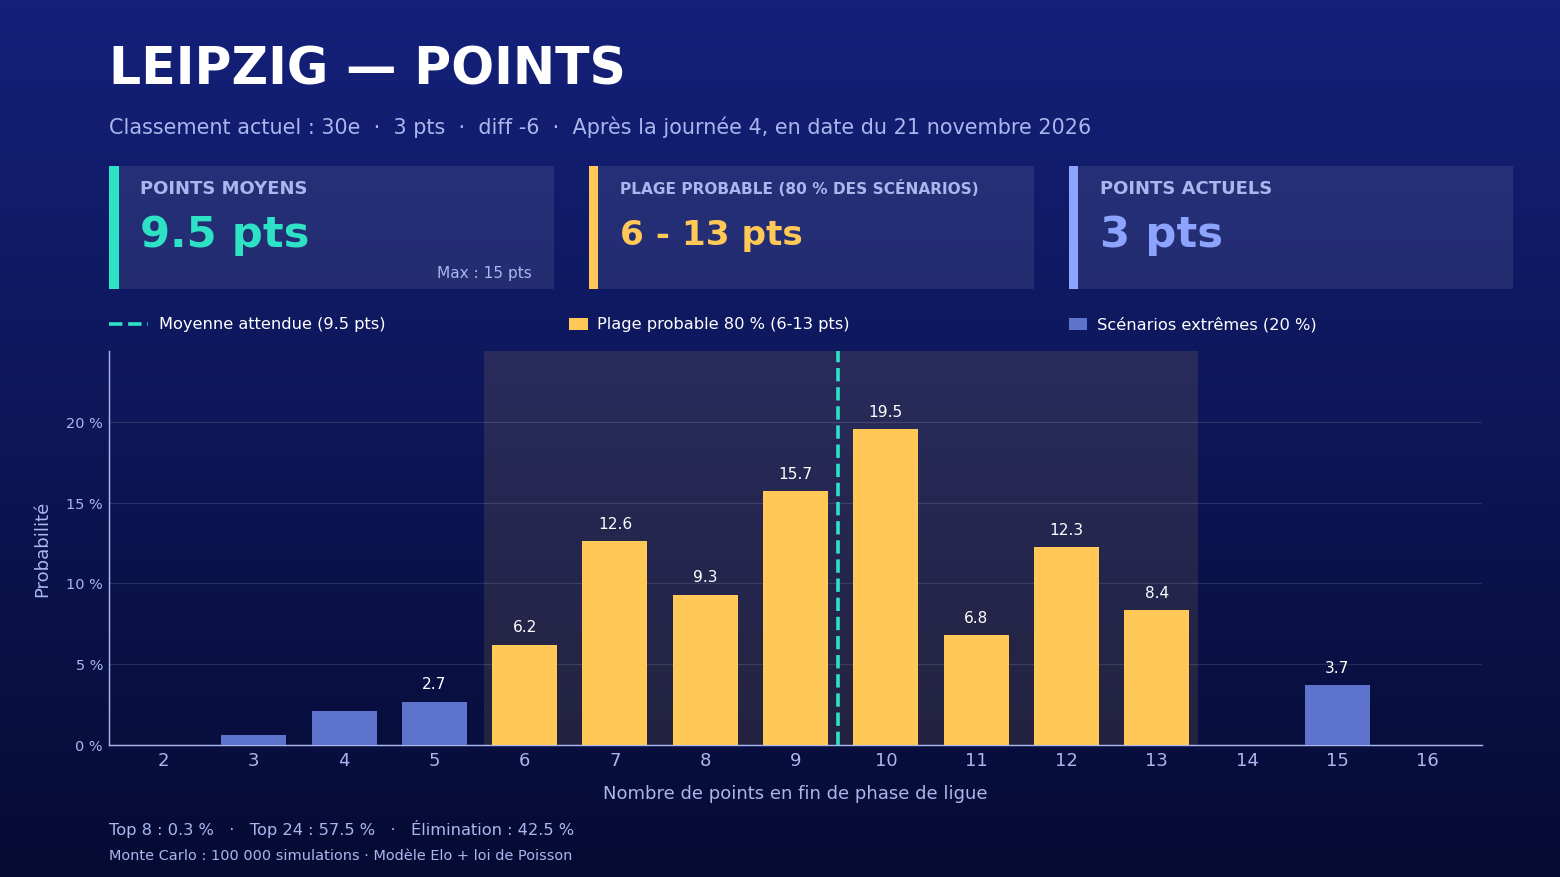 LEIPZIG — POINTS
Classement actuel : 30e · 3 pts · diff -6 · Après la journée 4, en date du 21 novembre 2026
POINTS MOYENS
9.5 pts
Max : 15 pts
PLAGE PROBABLE (80 % DES SCÉNARIOS)
6 - 13 pts
POINTS ACTUELS
3 pts
Moyenne attendue (9.5 pts)
Plage probable 80 % (6-13 pts)
Scénarios extrêmes (20 %)
Probabilité
20 %
15 %
10 %
5 %
0 %
2.7
6.2
12.6
9.3
15.7
19.5
6.8
12.3
8.4
3.7
2 3 4 5 6 7 8 9 10 11 12 13 14 15 16
Nombre de points en fin de phase de ligue
Top 8 : 0.3 % · Top 24 : 57.5 % · Élimination : 42.5 %
Monte Carlo : 100 000 simulations · Modèle Elo + loi de Poisson